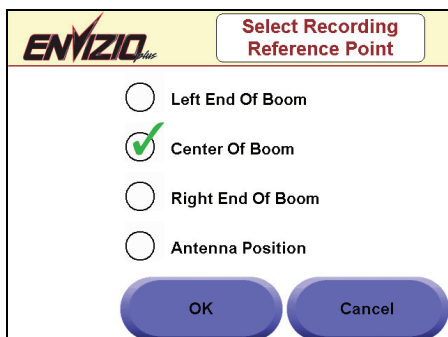 ENVIZIO plus
Select Recording
Reference Point
Left End Of Boom
Center Of Boom
Right End Of Boom
Antenna Position
OK
Cancel